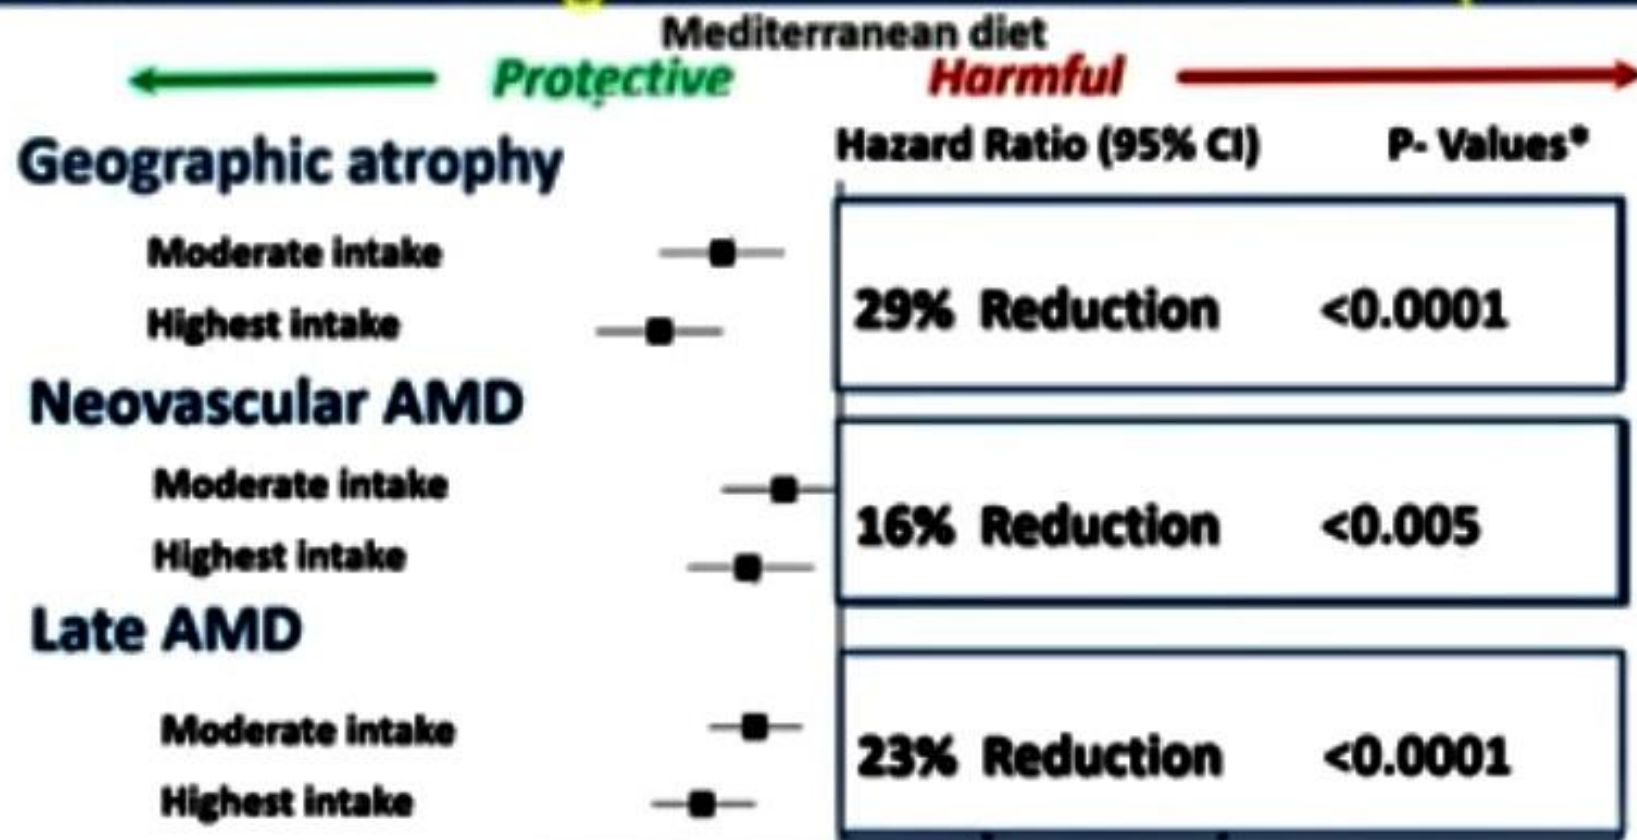 Mediterranean diet
Protective Harmful
Hazard Ratio (95% CI) P- Values*
Geographic atrophy
Moderate intake
Highest intake
29% Reduction <0.0001
Neovascular AMD
Moderate intake
Highest intake
16% Reduction <0.005
Late AMD
Moderate intake
Highest intake
23% Reduction <0.0001